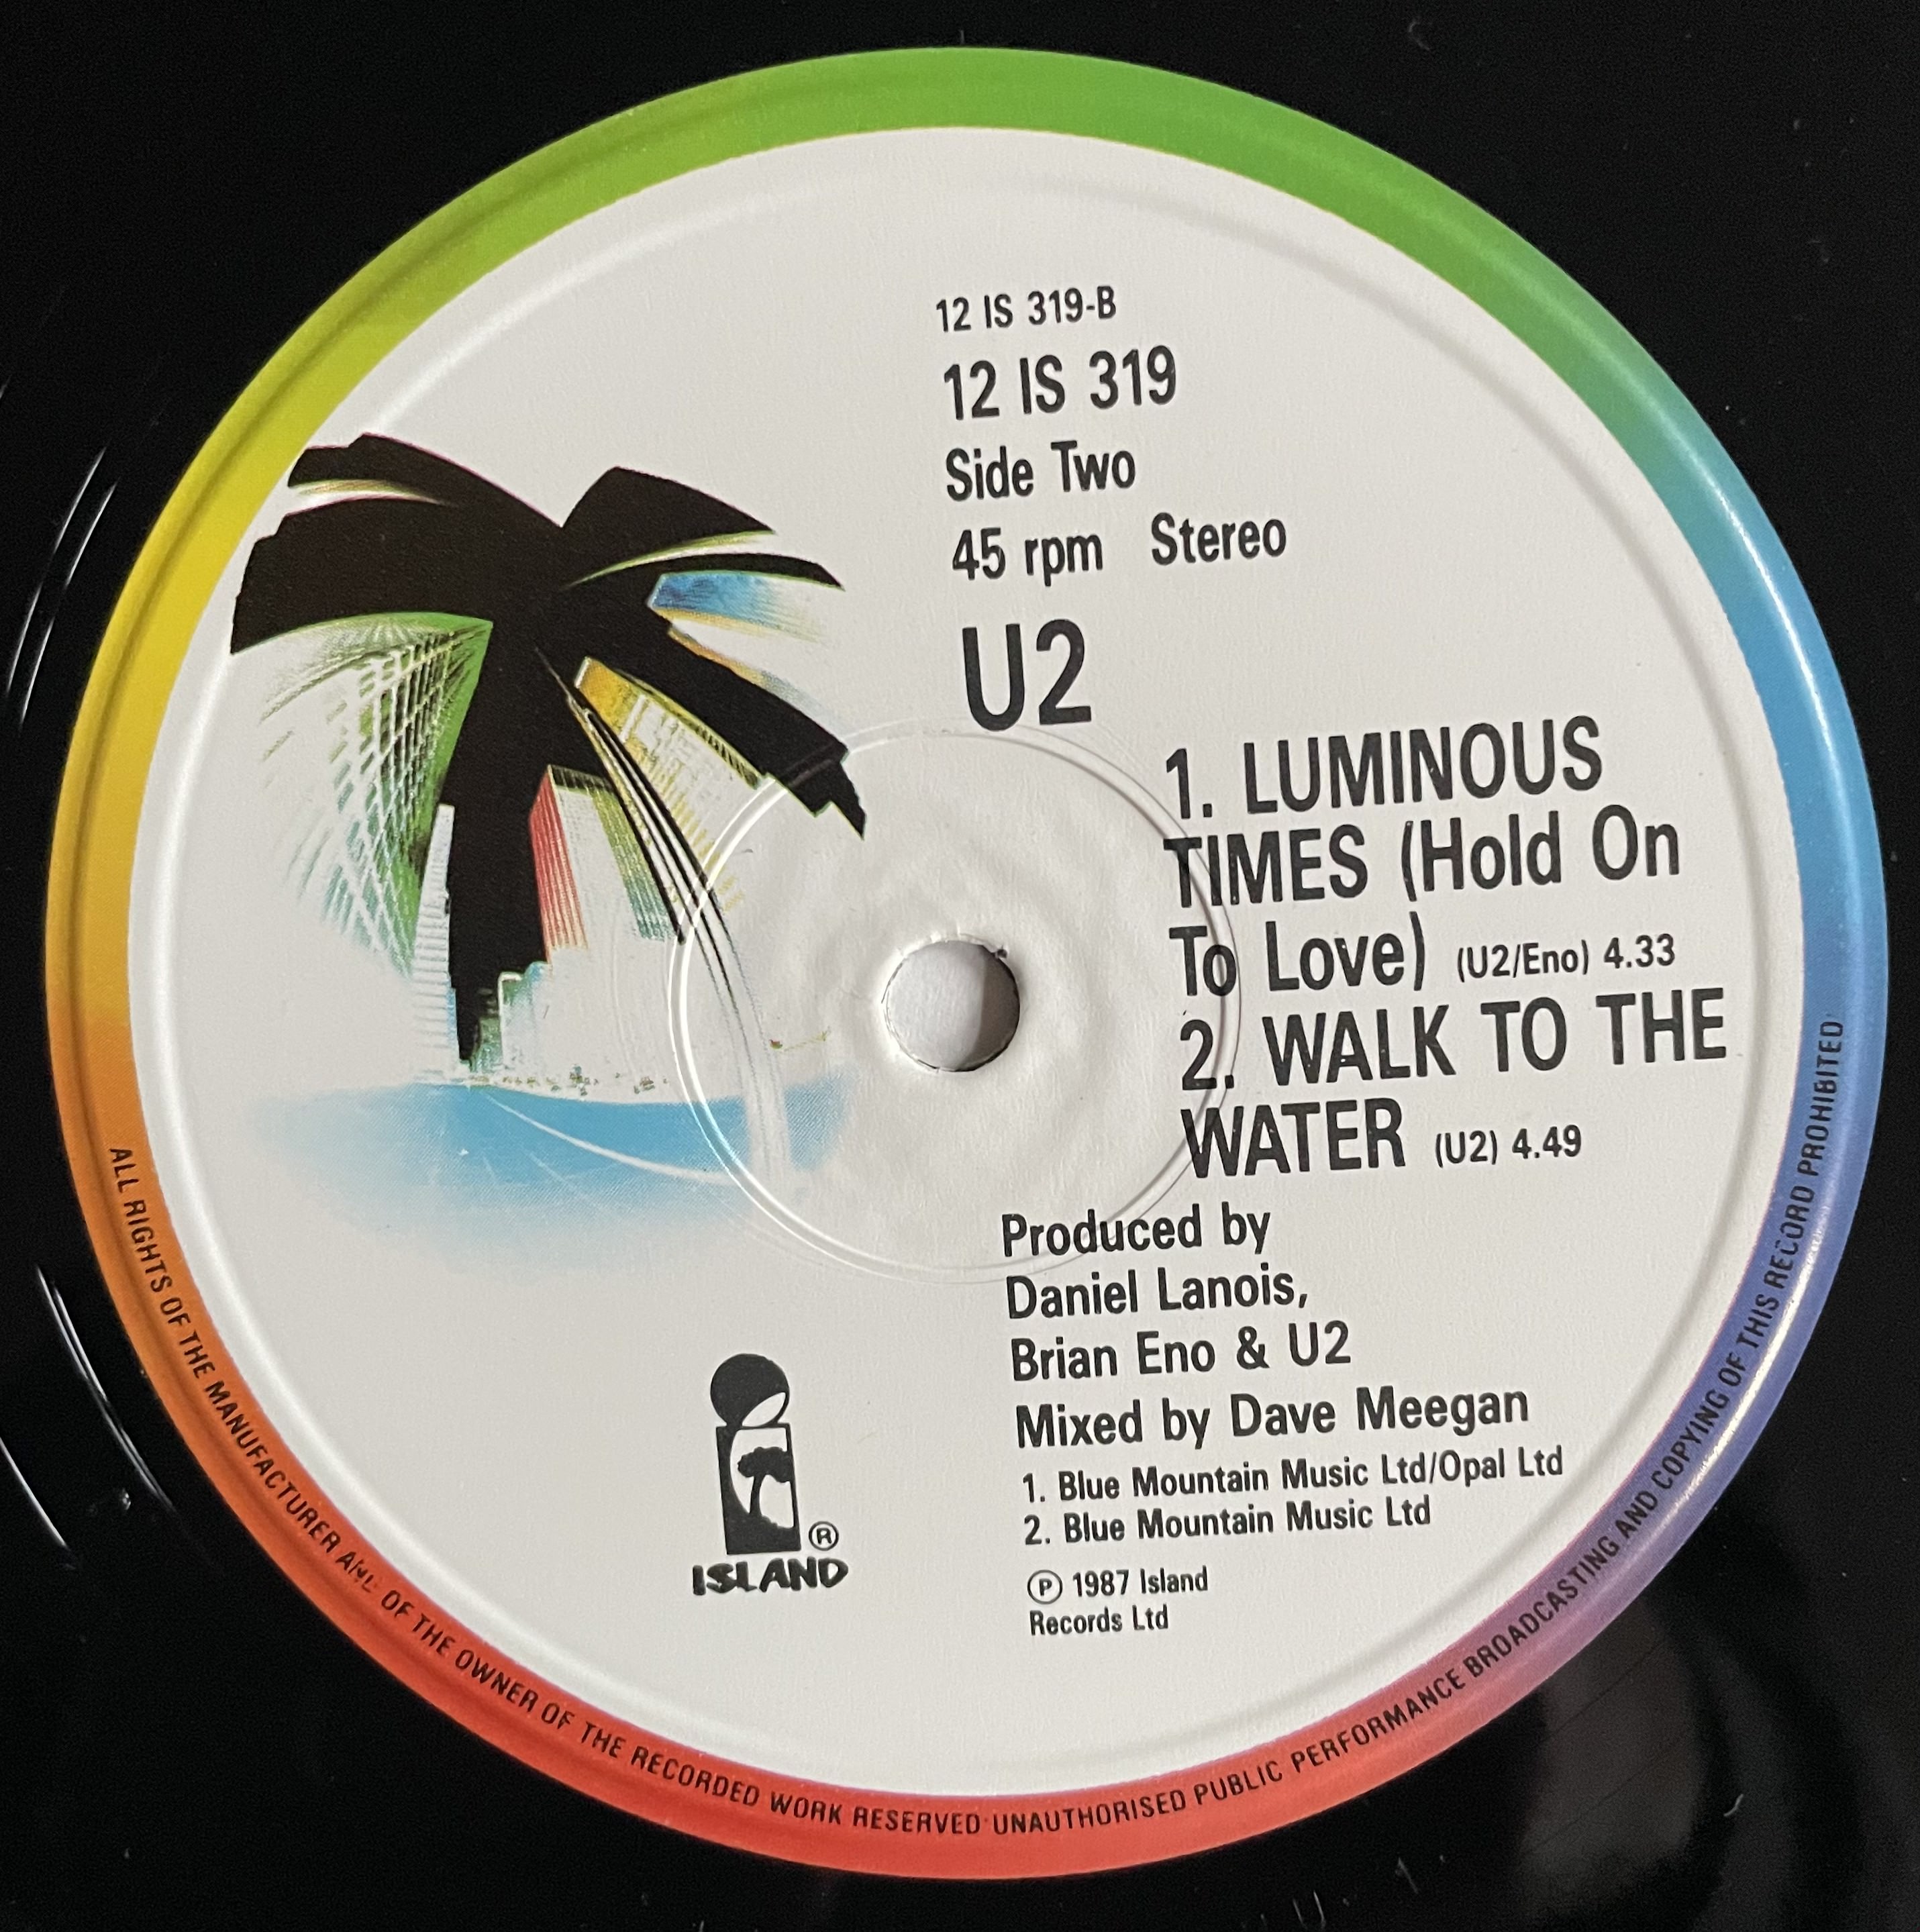 12 IS 319-B
12 IS 319
Side Two
45 rpm Stereo
U2
1. LUMINOUS
TIMES (Hold On
To Love) (U2/Eno) 4.33
2. WALK TO THE
WATER (U2) 4.49
Produced by
Daniel Lanois,
Brian Eno & U2
Mixed by Dave Meegan
1. Blue Mountain Music Ltd/Opal Ltd
2. Blue Mountain Music Ltd
℗ 1987 Island
Records Ltd
®
ISLAND
ALL RIGHTS OF THE MANUFACTURER AND OF THE OWNER OF THE RECORDED WORK RESERVED·UNAUTHORISED PUBLIC PERFORMANCE BROADCASTING AND COPYING OF THIS RECORD PROHIBITED